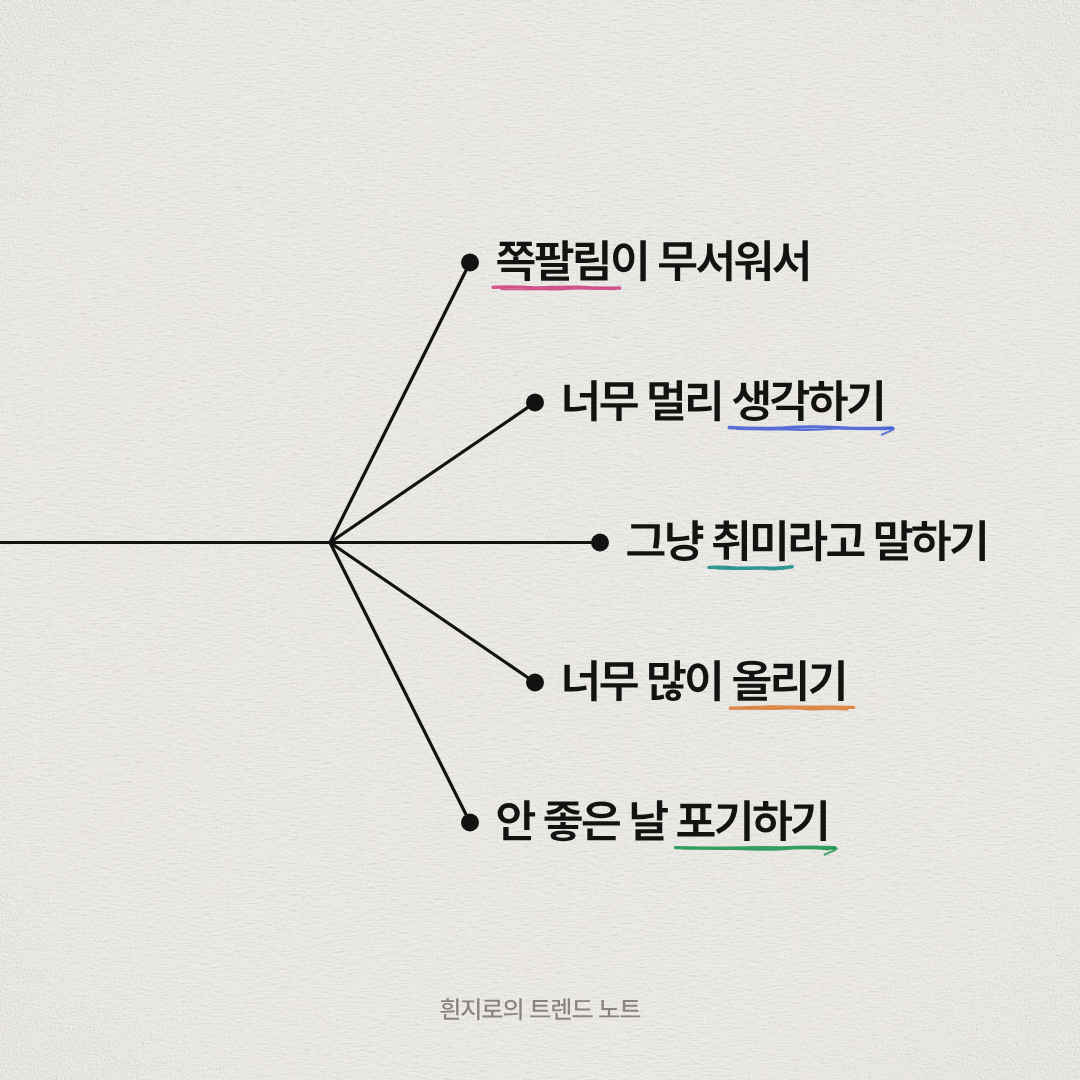 쪽팔림이 무서워서
너무 멀리 생각하기
그냥 취미라고 말하기
너무 많이 올리기
안 좋은 날 포기하기
흰지로의 트렌드 노트